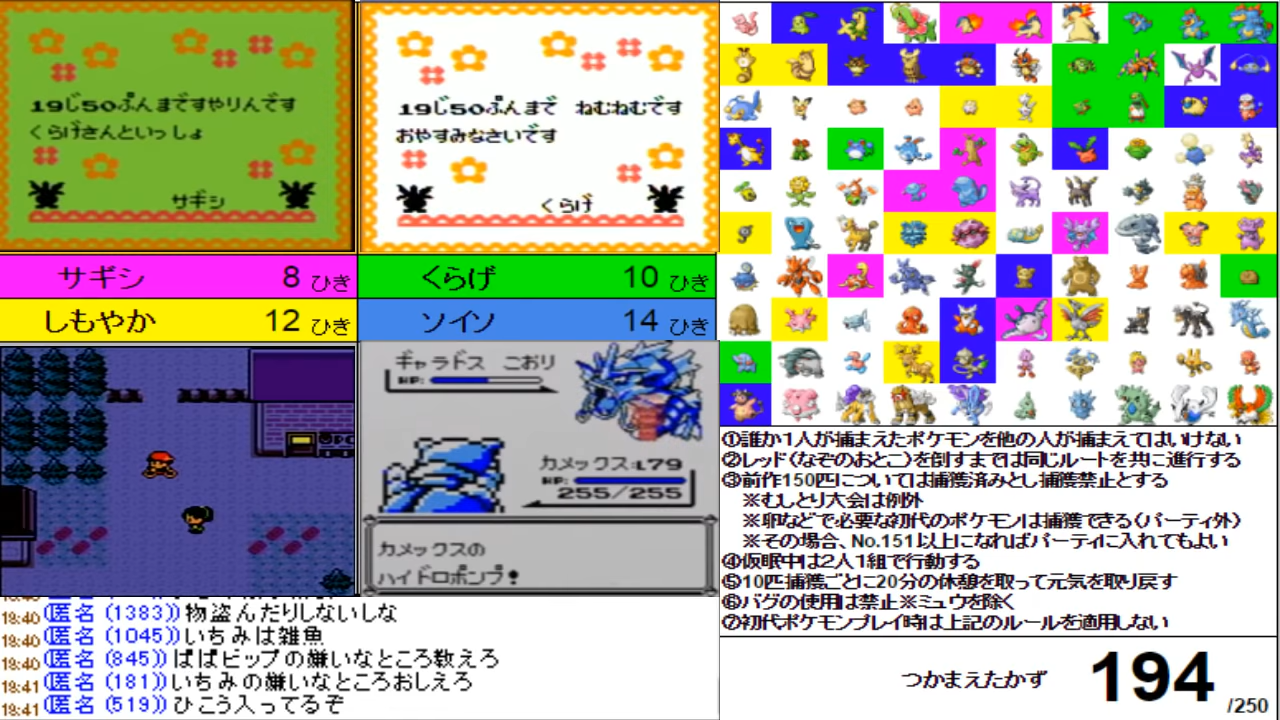 19じ50ぷんまですやりんです
くらげさんといっしょ
サギシ
19じ50ぷんまで ねむねむです
おやすみなさいです
くらげ
サギシ 8 ひき
くらげ 10 ひき
しもやか 12 ひき
ソイソ 14 ひき
PC
ギャラドス こおり
HP:
カメックス:L79
HP:
255/255
カメックスの
ハイドロポンプ!
18:40 (匿名 (1383)) 物盗んだりしないしな
18:40 (匿名 (1045)) いちみは雑魚
18:40 (匿名 (845)) ぱぱビップの嫌いなところ数えろ
18:41 (匿名 (181)) いちみの嫌いなところおしえろ
18:41 (匿名 (519)) ひこう入ってるぞ
①誰か1人が捕まえたポケモンを他の人が捕まえてはいけない
②レッド(なぞのおとこ)を倒すまでは同じルートを共に進行する
③前作150匹については捕獲済みとし捕獲禁止とする
※むしとり大会は例外
※卵などで必要な初代のポケモンは捕獲できる(パーティ外)
※その場合、No.151以上になればパーティに入れてもよい
④仮眠中は2人1組で行動する
⑤10匹捕獲ごとに20分の休憩を取って元気を取り戻す
⑥バグの使用は禁止※ミュウを除く
⑦初代ポケモンプレイ時は上記のルールを適用しない
つかまえたかず 194 /250